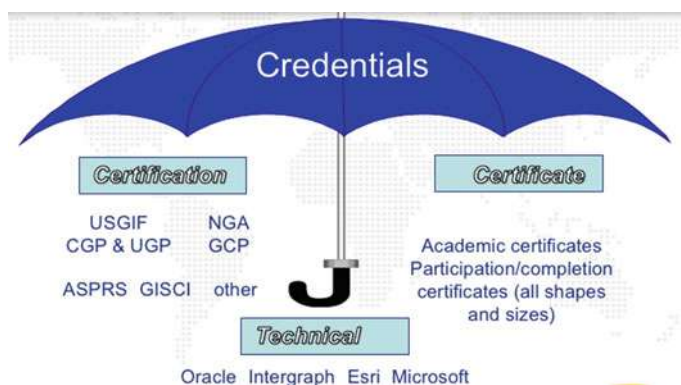 Credentials
Certification
USGIF NGA
CGP & UGP GCP
ASPRS GISCI other
Certificate
Academic certificates
Participation/completion
certificates (all shapes
and sizes)
Technical
Oracle Intergraph Esri Microsoft